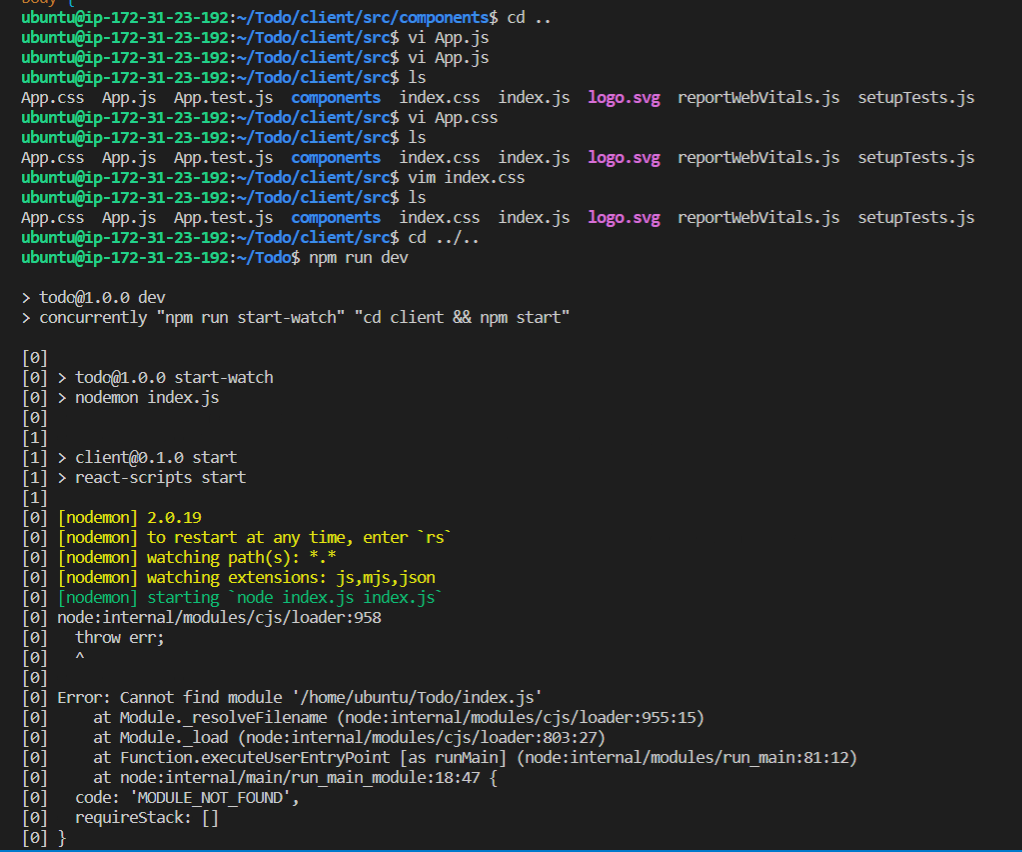 body {
ubuntu@ip-172-31-23-192:~/Todo/client/src/components$ cd ..
ubuntu@ip-172-31-23-192:~/Todo/client/src$ vi App.js
ubuntu@ip-172-31-23-192:~/Todo/client/src$ vi App.js
ubuntu@ip-172-31-23-192:~/Todo/client/src$ ls
App.css  App.js  App.test.js  components  index.css  index.js  logo.svg  reportWebVitals.js  setupTests.js
ubuntu@ip-172-31-23-192:~/Todo/client/src$ vi App.css
ubuntu@ip-172-31-23-192:~/Todo/client/src$ ls
App.css  App.js  App.test.js  components  index.css  index.js  logo.svg  reportWebVitals.js  setupTests.js
ubuntu@ip-172-31-23-192:~/Todo/client/src$ vim index.css
ubuntu@ip-172-31-23-192:~/Todo/client/src$ ls
App.css  App.js  App.test.js  components  index.css  index.js  logo.svg  reportWebVitals.js  setupTests.js
ubuntu@ip-172-31-23-192:~/Todo/client/src$ cd ../..
ubuntu@ip-172-31-23-192:~/Todo$ npm run dev
> todo@1.0.0 dev
> concurrently "npm run start-watch" "cd client && npm start"
[0]
[0] > todo@1.0.0 start-watch
[0] > nodemon index.js
[0]
[1]
[1] > client@0.1.0 start
[1] > react-scripts start
[1]
[0] [nodemon] 2.0.19
[0] [nodemon] to restart at any time, enter `rs`
[0] [nodemon] watching path(s): *.*
[0] [nodemon] watching extensions: js,mjs,json
[0] [nodemon] starting `node index.js index.js`
[0] node:internal/modules/cjs/loader:958
[0]   throw err;
[0]   ^
[0]
[0] Error: Cannot find module '/home/ubuntu/Todo/index.js'
[0]     at Module._resolveFilename (node:internal/modules/cjs/loader:955:15)
[0]     at Module._load (node:internal/modules/cjs/loader:803:27)
[0]     at Function.executeUserEntryPoint [as runMain] (node:internal/modules/run_main:81:12)
[0]     at node:internal/main/run_main_module:18:47 {
[0]   code: 'MODULE_NOT_FOUND',
[0]   requireStack: []
[0] }